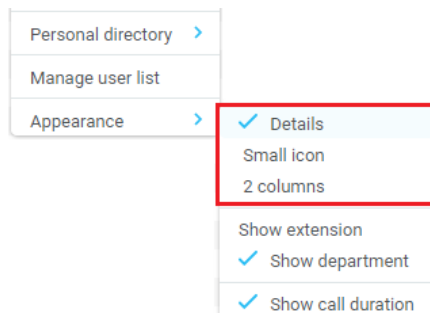 Personal directory
Manage user list
Appearance
Details
Small icon
2 columns
Show extension
Show department
Show call duration